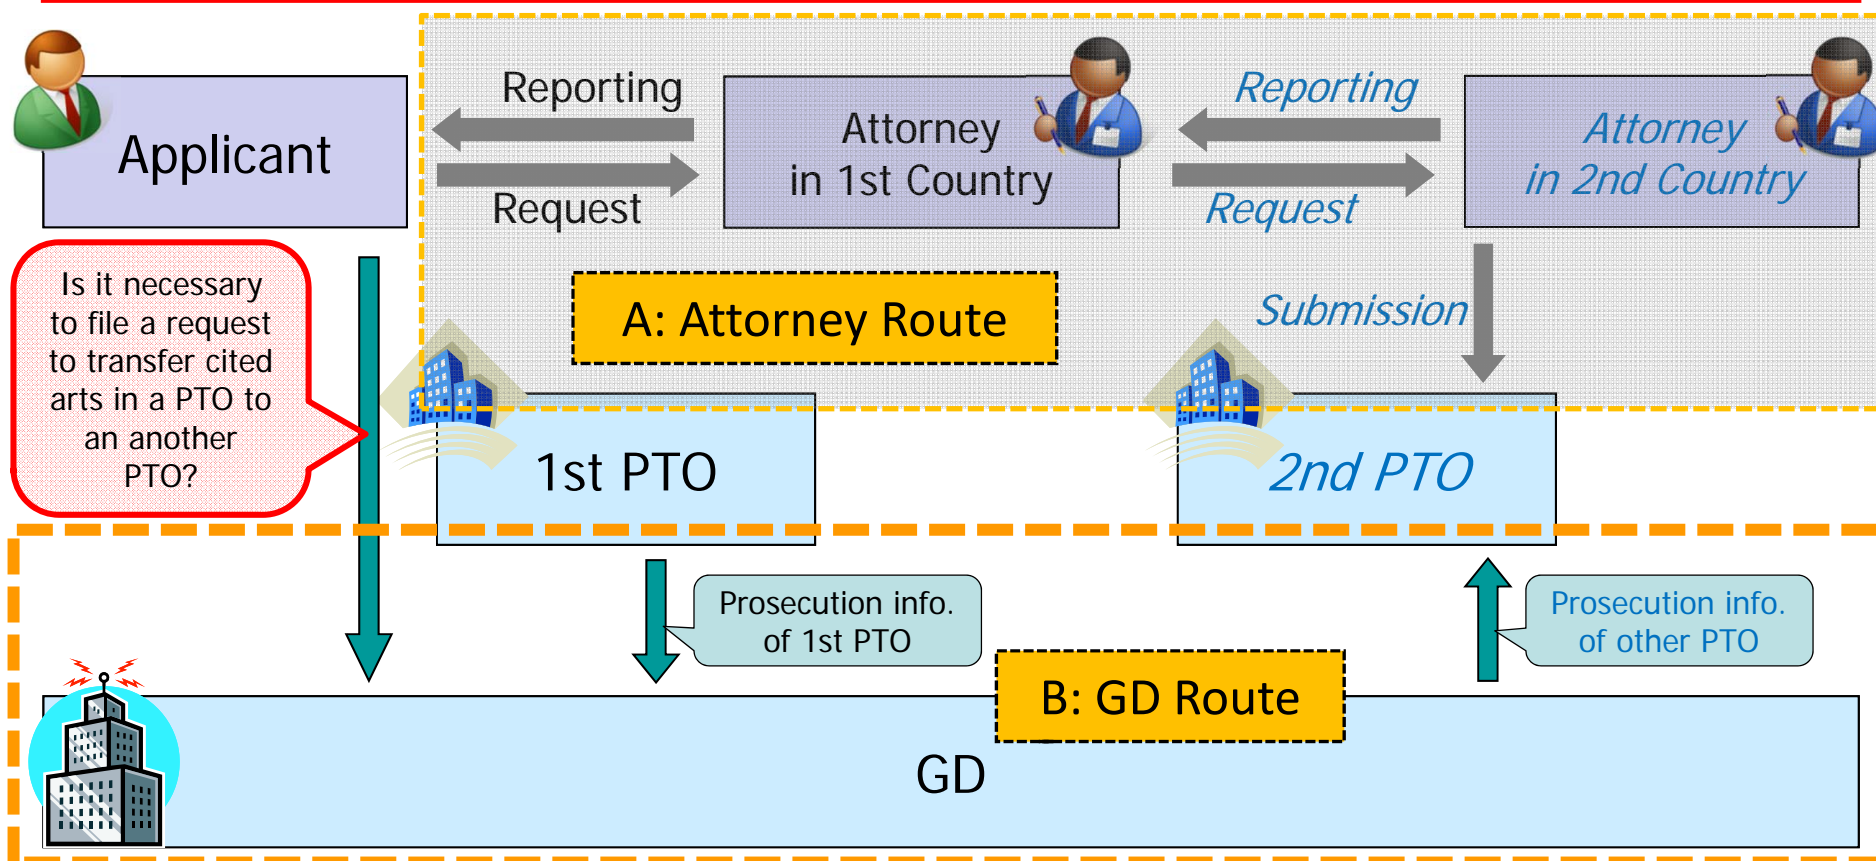 Applicant
Reporting
Request
Attorney
in 1st Country
Reporting
Request
Attorney
in 2nd Country
Is it necessary
to file a request
to transfer cited
arts in a PTO to
an another
PTO?
A: Attorney Route
Submission
1st PTO
2nd PTO
Prosecution info.
of 1st PTO
Prosecution info.
of other PTO
B: GD Route
GD